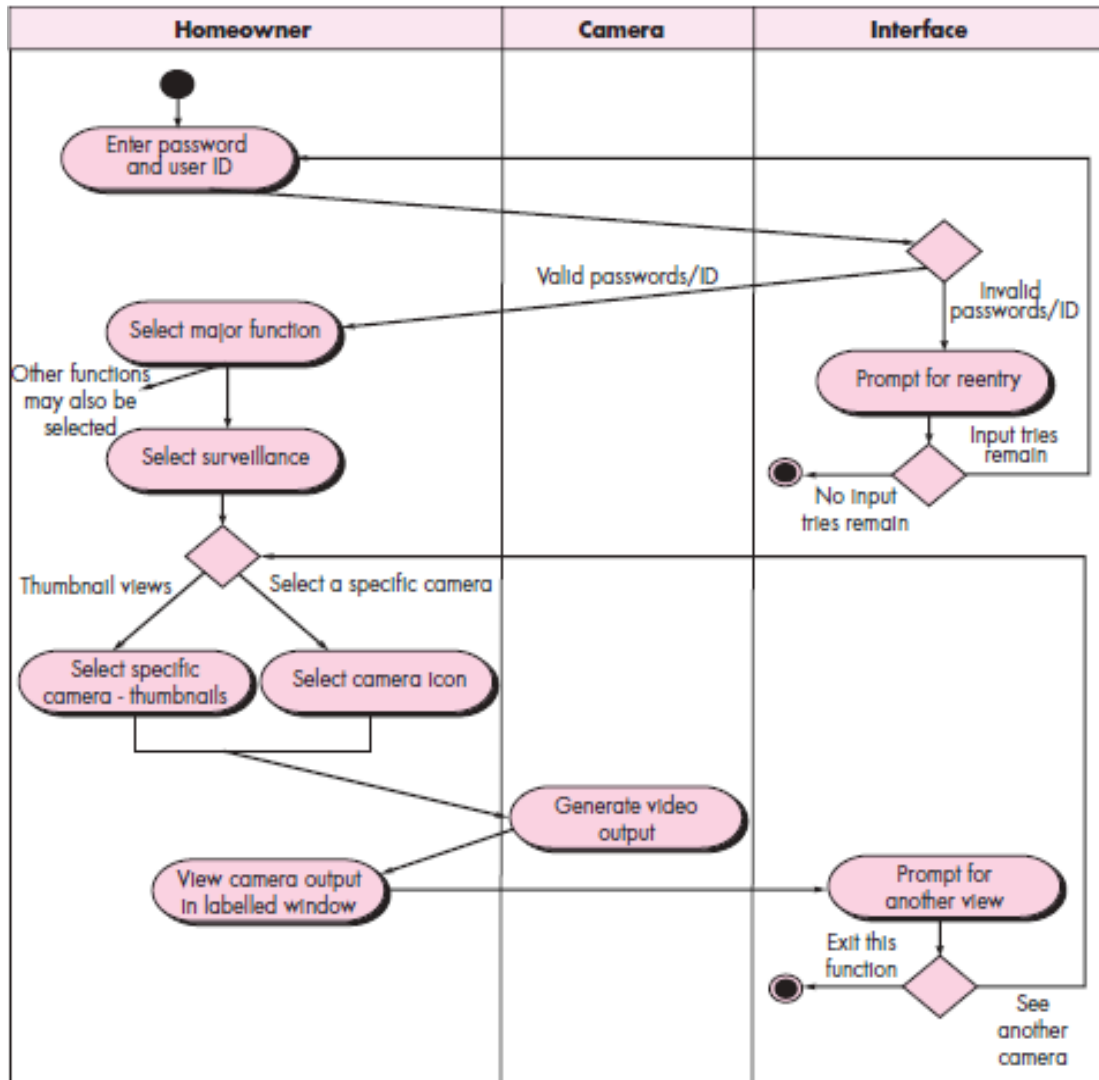 Homeowner
Camera
Interface
Enter password
and user ID
Valid passwords/ID
Invalid
passwords/ID
Select major function
Prompt for reentry
Other functions
may also be
selected
Input tries
remain
Select surveillance
No input
tries remain
Thumbnail views
Select a specific camera
Select specific
camera - thumbnails
Select camera icon
Generate video
output
View camera output
in labelled window
Prompt for
another view
Exit this
function
See
another
camera